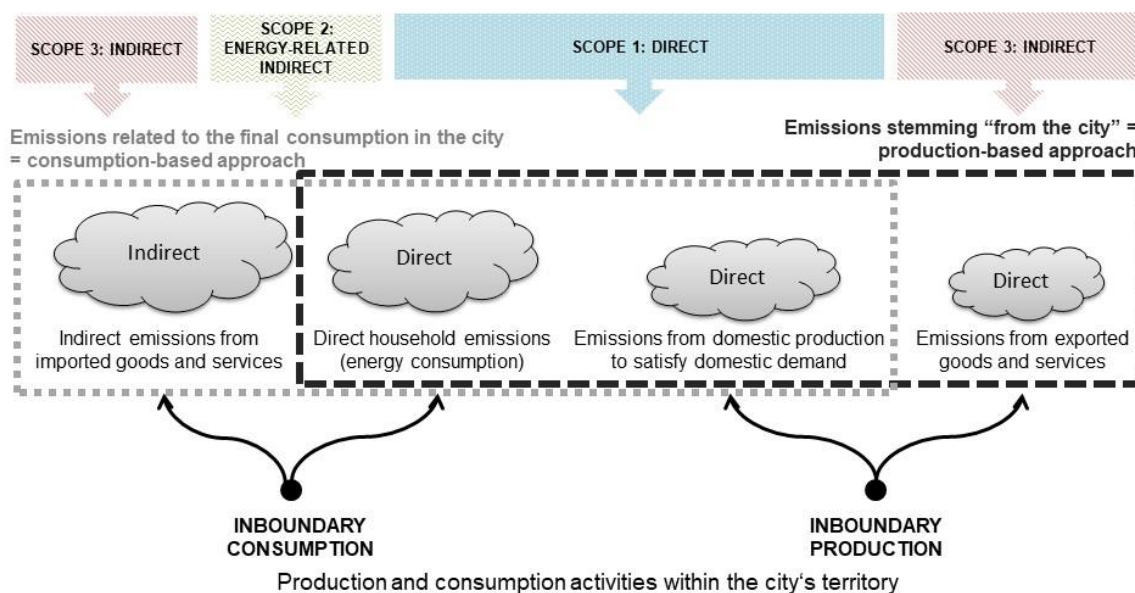 SCOPE 3: INDIRECT
SCOPE 2:
ENERGY-RELATED
INDIRECT
SCOPE 1: DIRECT
SCOPE 3: INDIRECT
Emissions related to the final consumption in the city
= consumption-based approach
Emissions stemming “from the city” =
production-based approach
Indirect
Direct
Direct
Direct
Indirect emissions from
imported goods and services
Direct household emissions
(energy consumption)
Emissions from domestic production
to satisfy domestic demand
Emissions from exported
goods and services
INBOUNDARY
CONSUMPTION
INBOUNDARY
PRODUCTION
Production and consumption activities within the city‘s territory